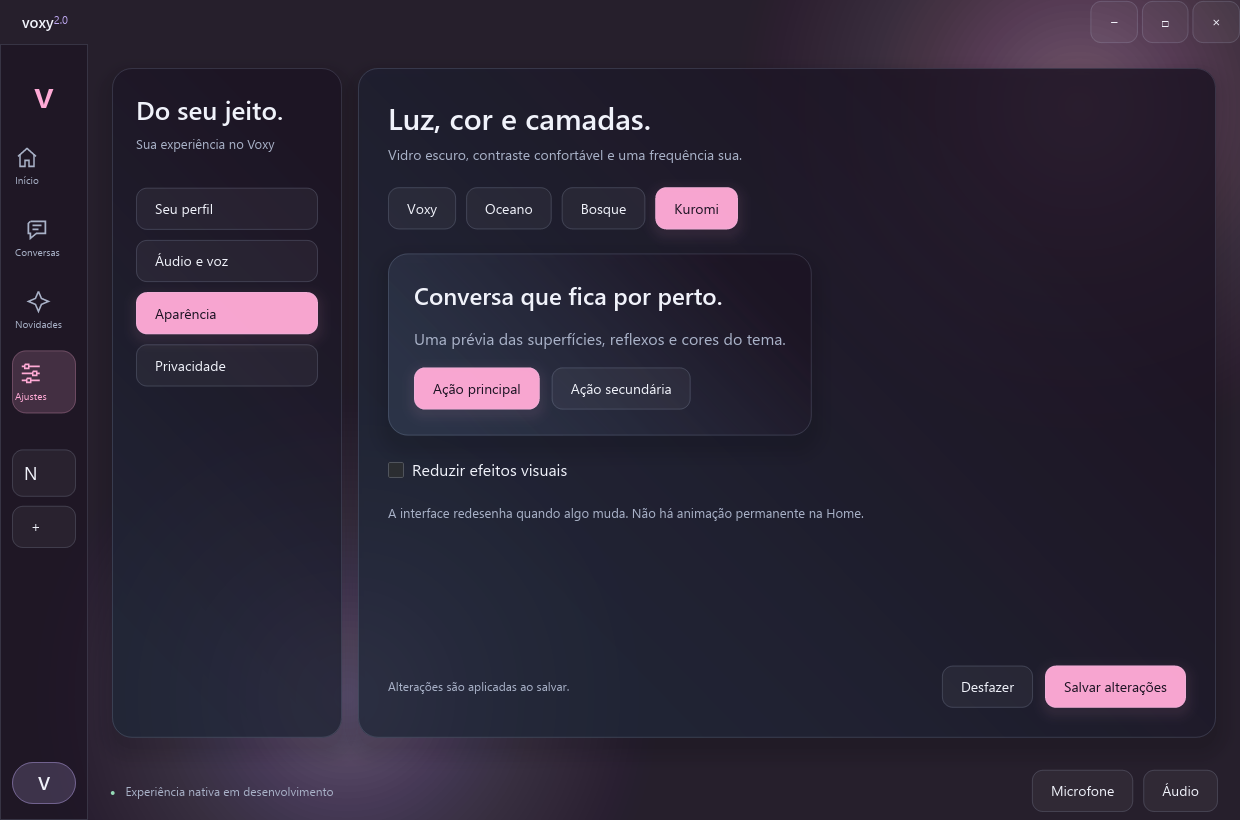 voxy2.0
V
Início
Conversas
Novidades
Ajustes
N
+
V
Do seu jeito.
Sua experiência no Voxy
Seu perfil
Áudio e voz
Aparência
Privacidade
Luz, cor e camadas.
Vidro escuro, contraste confortável e uma frequência sua.
Voxy Oceano Bosque Kuromi
Conversa que fica por perto.
Uma prévia das superfícies, reflexos e cores do tema.
Ação principal Ação secundária
Reduzir efeitos visuais
A interface redesenha quando algo muda. Não há animação permanente na Home.
Alterações são aplicadas ao salvar.
Desfazer Salvar alterações
Experiência nativa em desenvolvimento
Microfone Áudio